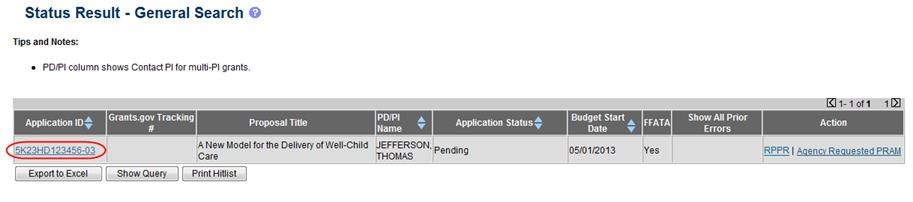 Status Result - General Search ?
Tips and Notes:
• PD/PI column shows Contact PI for multi-PI grants.
1- 1 of 1 1
Application ID Grants.gov Tracking # Proposal Title PD/PI Name Application Status Budget Start Date FFATA Show All Prior Errors Action
5K23HD123456-03 A New Model for the Delivery of Well-Child Care JEFFERSON, THOMAS Pending 05/01/2013 Yes RPPR | Agency Requested PRAM
Export to Excel Show Query Print Hitlist